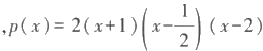 , p(x) = 2(x+1)(x-1/2)(x-2)